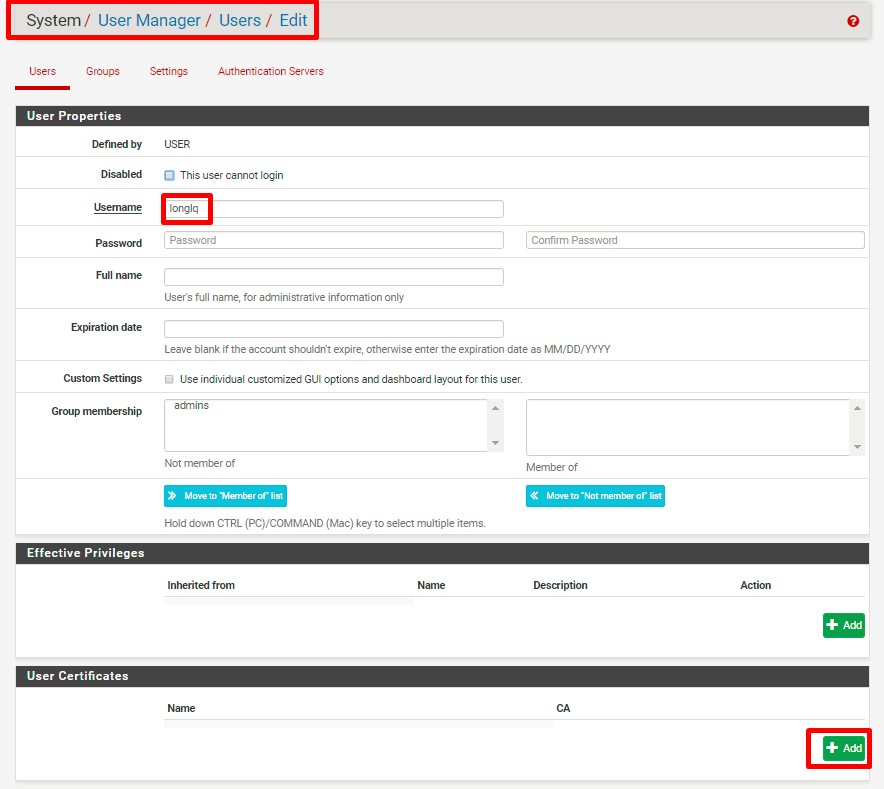 System / User Manager / Users / Edit
Users Groups Settings Authentication Servers
User Properties
Defined by USER
Disabled This user cannot login
Username longlq
Password Password Confirm Password
Full name
User's full name, for administrative information only
Expiration date
Leave blank if the account shouldn't expire, otherwise enter the expiration date as MM/DD/YYYY
Custom Settings Use individual customized GUI options and dashboard layout for this user.
Group membership admins
Not member of Member of
Move to "Member of" list Move to "Not member of" list
Hold down CTRL (PC)/COMMAND (Mac) key to select multiple items.
Effective Privileges
Inherited from Name Description Action
Add
User Certificates
Name CA
Add